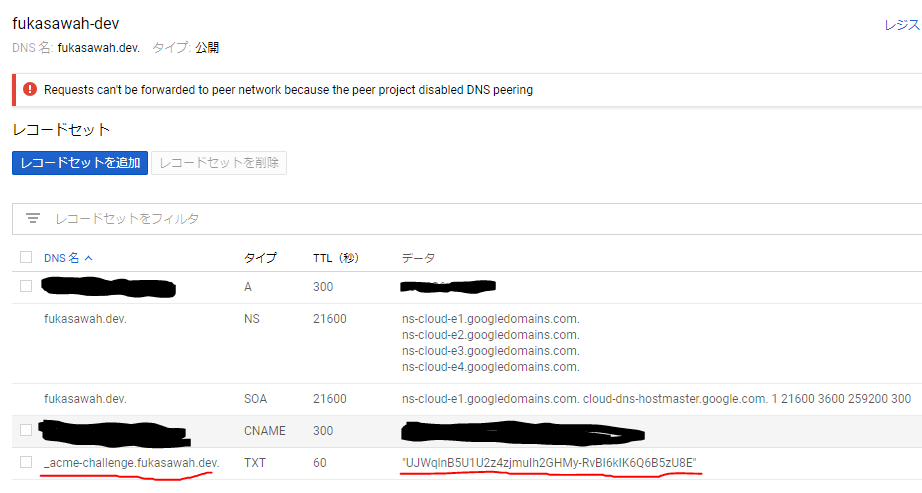 fukasawah-dev
レジス
DNS 名: fukasawah.dev. タイプ: 公開
Requests can't be forwarded to peer network because the peer project disabled DNS peering
レコードセット
レコードセットを追加 レコードセットを削除
レコードセットをフィルタ
DNS 名 タイプ TTL（秒） データ
A 300
fukasawah.dev. NS 21600 ns-cloud-e1.googledomains.com.
ns-cloud-e2.googledomains.com.
ns-cloud-e3.googledomains.com.
ns-cloud-e4.googledomains.com.
fukasawah.dev. SOA 21600 ns-cloud-e1.googledomains.com. cloud-dns-hostmaster.google.com. 1 21600 3600 259200 300
CNAME 300
_acme-challenge.fukasawah.dev. TXT 60